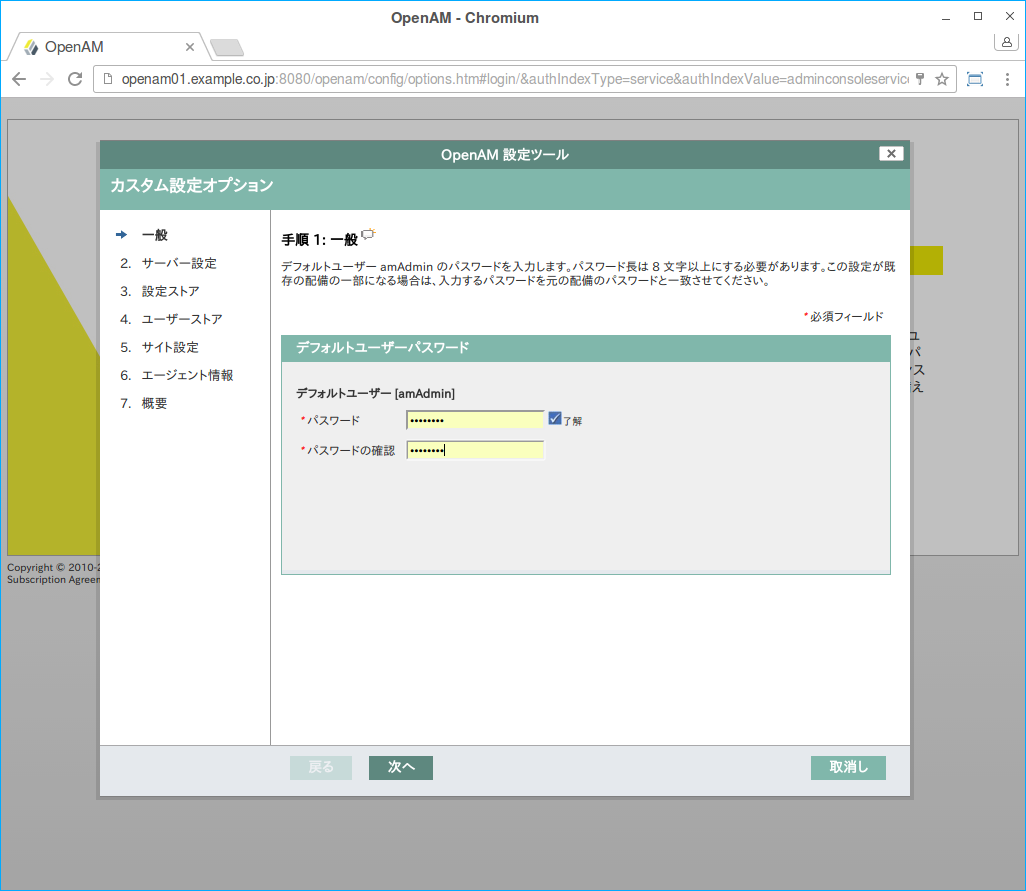 OpenAM - Chromium
OpenAM
openam01.example.co.jp:8080/openam/config/options.htm#login/&authIndexType=service&authIndexValue=adminconsoleservic
OpenAM 設定ツール
カスタム設定オプション
一般
2. サーバー設定
3. 設定ストア
4. ユーザーストア
5. サイト設定
6. エージェント情報
7. 概要
手順 1: 一般
デフォルトユーザー amAdmin のパスワードを入力します。パスワード長は 8 文字以上にする必要があります。この設定が既
存の配備の一部になる場合は、入力するパスワードを元の配備のパスワードと一致させてください。
*必須フィールド
デフォルトユーザーパスワード
デフォルトユーザー [amAdmin]
*パスワード •••••••• 了解
*パスワードの確認 ••••••••
戻る 次へ 取消し
ユ
パ
ス
え
Copyright © 2010-2
Subscription Agreem